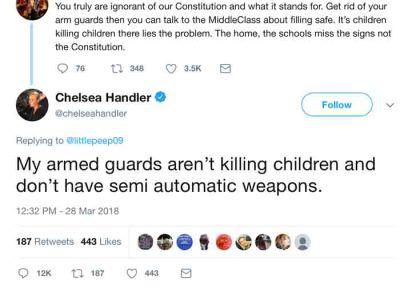 You truly are ignorant of our Constitution and what it stands for. Get rid of your
arm guards then you can talk to the MiddleClass about filling safe. It's children
killing children there lies the problem. The home, the schools miss the signs not
the Constitution.
76 348 3.5K
Chelsea Handler
@chelseahandler
Follow
Replying to @littlepeep09
My armed guards aren't killing children and
don't have semi automatic weapons.
12:32 PM - 28 Mar 2018
187 Retweets 443 Likes
12K 187 443